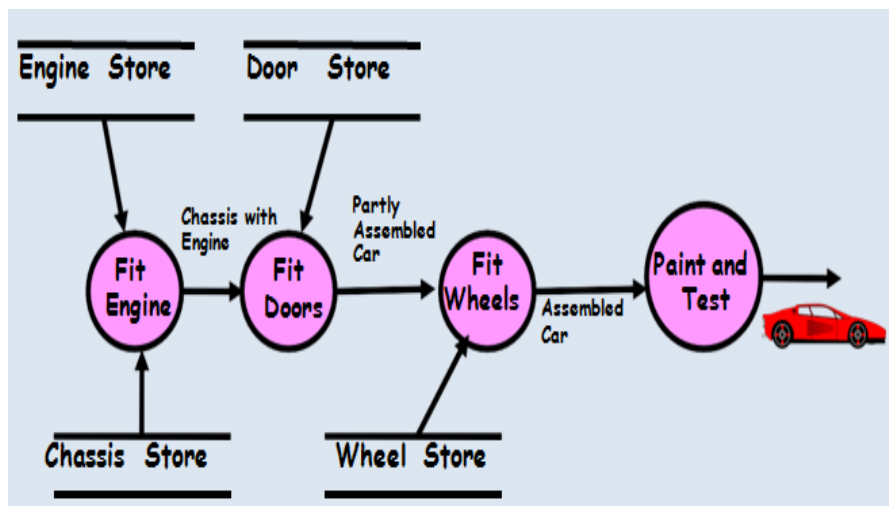 Engine Store
Door Store
Chassis with
Engine
Partly
Assembled
Car
Fit
Engine
Fit
Doors
Fit
Wheels
Assembled
Car
Paint and
Test
Chassis Store
Wheel Store